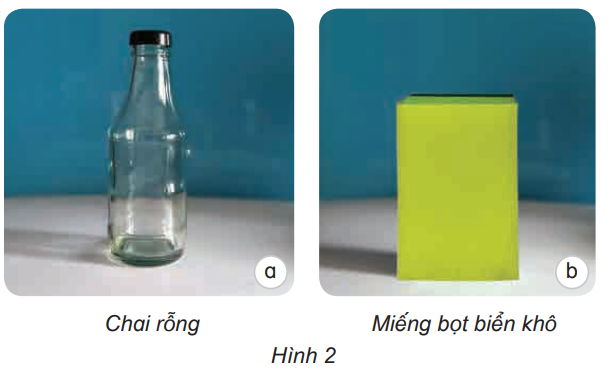 a
b
Chai rỗng
Miếng bọt biển khô
Hình 2